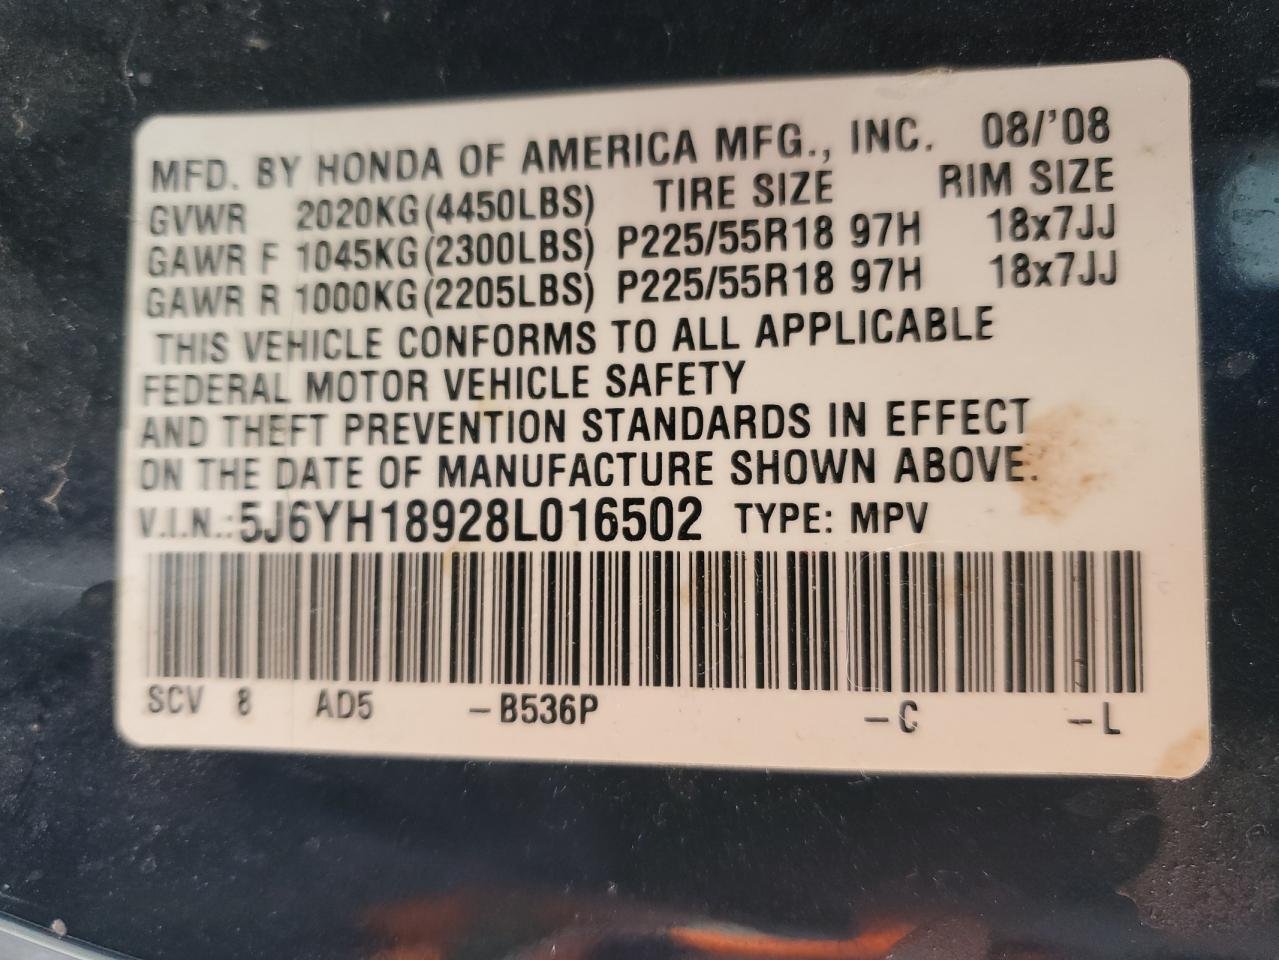 MFD. BY HONDA OF AMERICA MFG., INC. 08/'08
GVWR 2020KG(4450LBS) TIRE SIZE RIM SIZE
GAWR F 1045KG(2300LBS) P225/55R18 97H 18x7JJ
GAWR R 1000KG(2205LBS) P225/55R18 97H 18x7JJ
THIS VEHICLE CONFORMS TO ALL APPLICABLE
FEDERAL MOTOR VEHICLE SAFETY
AND THEFT PREVENTION STANDARDS IN EFFECT
ON THE DATE OF MANUFACTURE SHOWN ABOVE.
V.I.N.: 5J6YH18928L016502 TYPE: MPV
SCV 8 AD5 -B536P -C -L